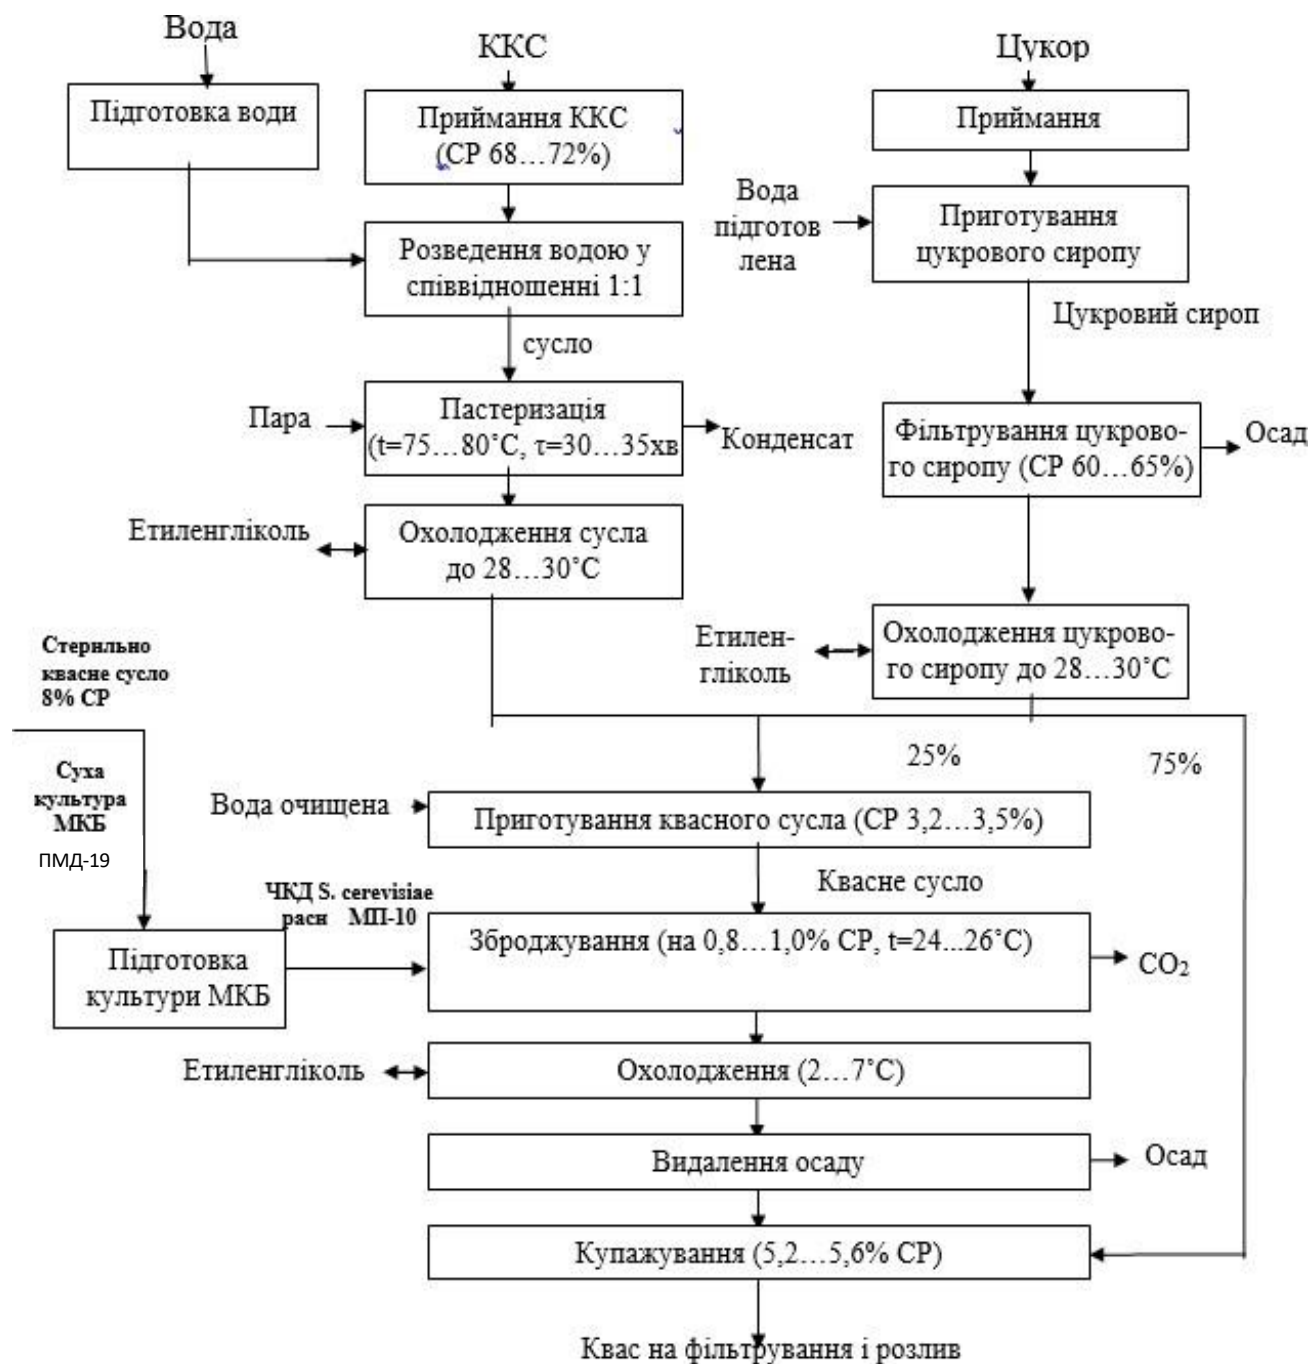 Вода
ККС
Цукор
Підготовка води
Приймання ККС
(СР 68…72%)
Приймання
Вода
підготов
лена
Приготування
цукрового сиропу
Розведення водою у
співвідношенні 1:1
Цукровий сироп
сусло
Пара
Пастеризація
(t=75…80˚С, τ=30…35хв
Конденсат
Фільтрування цукрово-
го сиропу (СР 60…65%)
Осад
Етиленгліколь
Охолодження сусла
до 28…30˚С
Етилен-
гліколь
Охолодження цукрово-
го сиропу до 28…30˚С
Стерильно
квасне сусло
8% СР
25%
75%
Суха
культура
МКБ
ПМД-19
Вода очищена
Приготування квасного сусла (СР 3,2…3,5%)
Квасне сусло
ЧКД S. cerevisiae
раси МП-10
Підготовка
культури МКБ
Зброджування (на 0,8…1,0% СР, t=24...26˚С)
СО₂
Етиленгліколь
Охолодження (2…7˚С)
Видалення осаду
Осад
Купажування (5,2…5,6% СР)
Квас на фільтрування і розлив